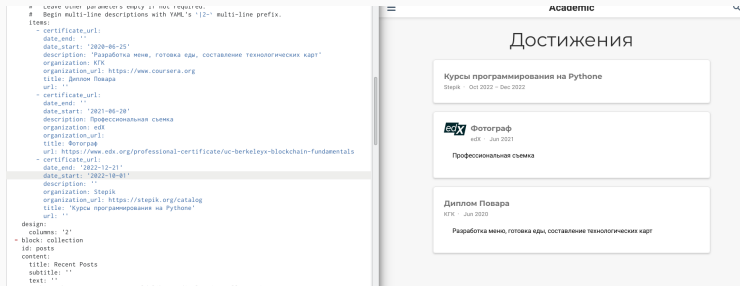 # Leave other parameters empty if not required.
# Begin multi-line descriptions with YAML's '|2-' multi-line prefix.
items:
- certificate_url:
date_end: ''
date_start: '2020-06-25'
description: 'Разработка меню, готовка еды, составление технологических карт'
organization: КГК
organization_url: https://www.coursera.org
title: Диплом Повара
url: ''
- certificate_url:
date_end: ''
date_start: '2021-06-20'
description: Профессиональная съемка
organization: edX
organization_url:
title: Фотограф
url: https://www.edx.org/professional-certificate/uc-berkeleyx-blockchain-fundamentals
- certificate_url:
date_end: '2022-12-21'
date_start: '2022-10-01'
description: ''
organization: Stepik
organization_url: https://stepik.org/catalog
title: 'Курсы программирования на Pythone'
url: ''
design:
columns: '2'
- block: collection
id: posts
content:
title: Recent Posts
subtitle: ''
text: ''
Academic
Достижения
Курсы программирования на Pythone
Stepik · Oct 2022 – Dec 2022
edX Фотограф
edX · Jun 2021
Профессиональная съемка
Диплом Повара
КГК · Jun 2020
Разработка меню, готовка еды, составление технологических карт